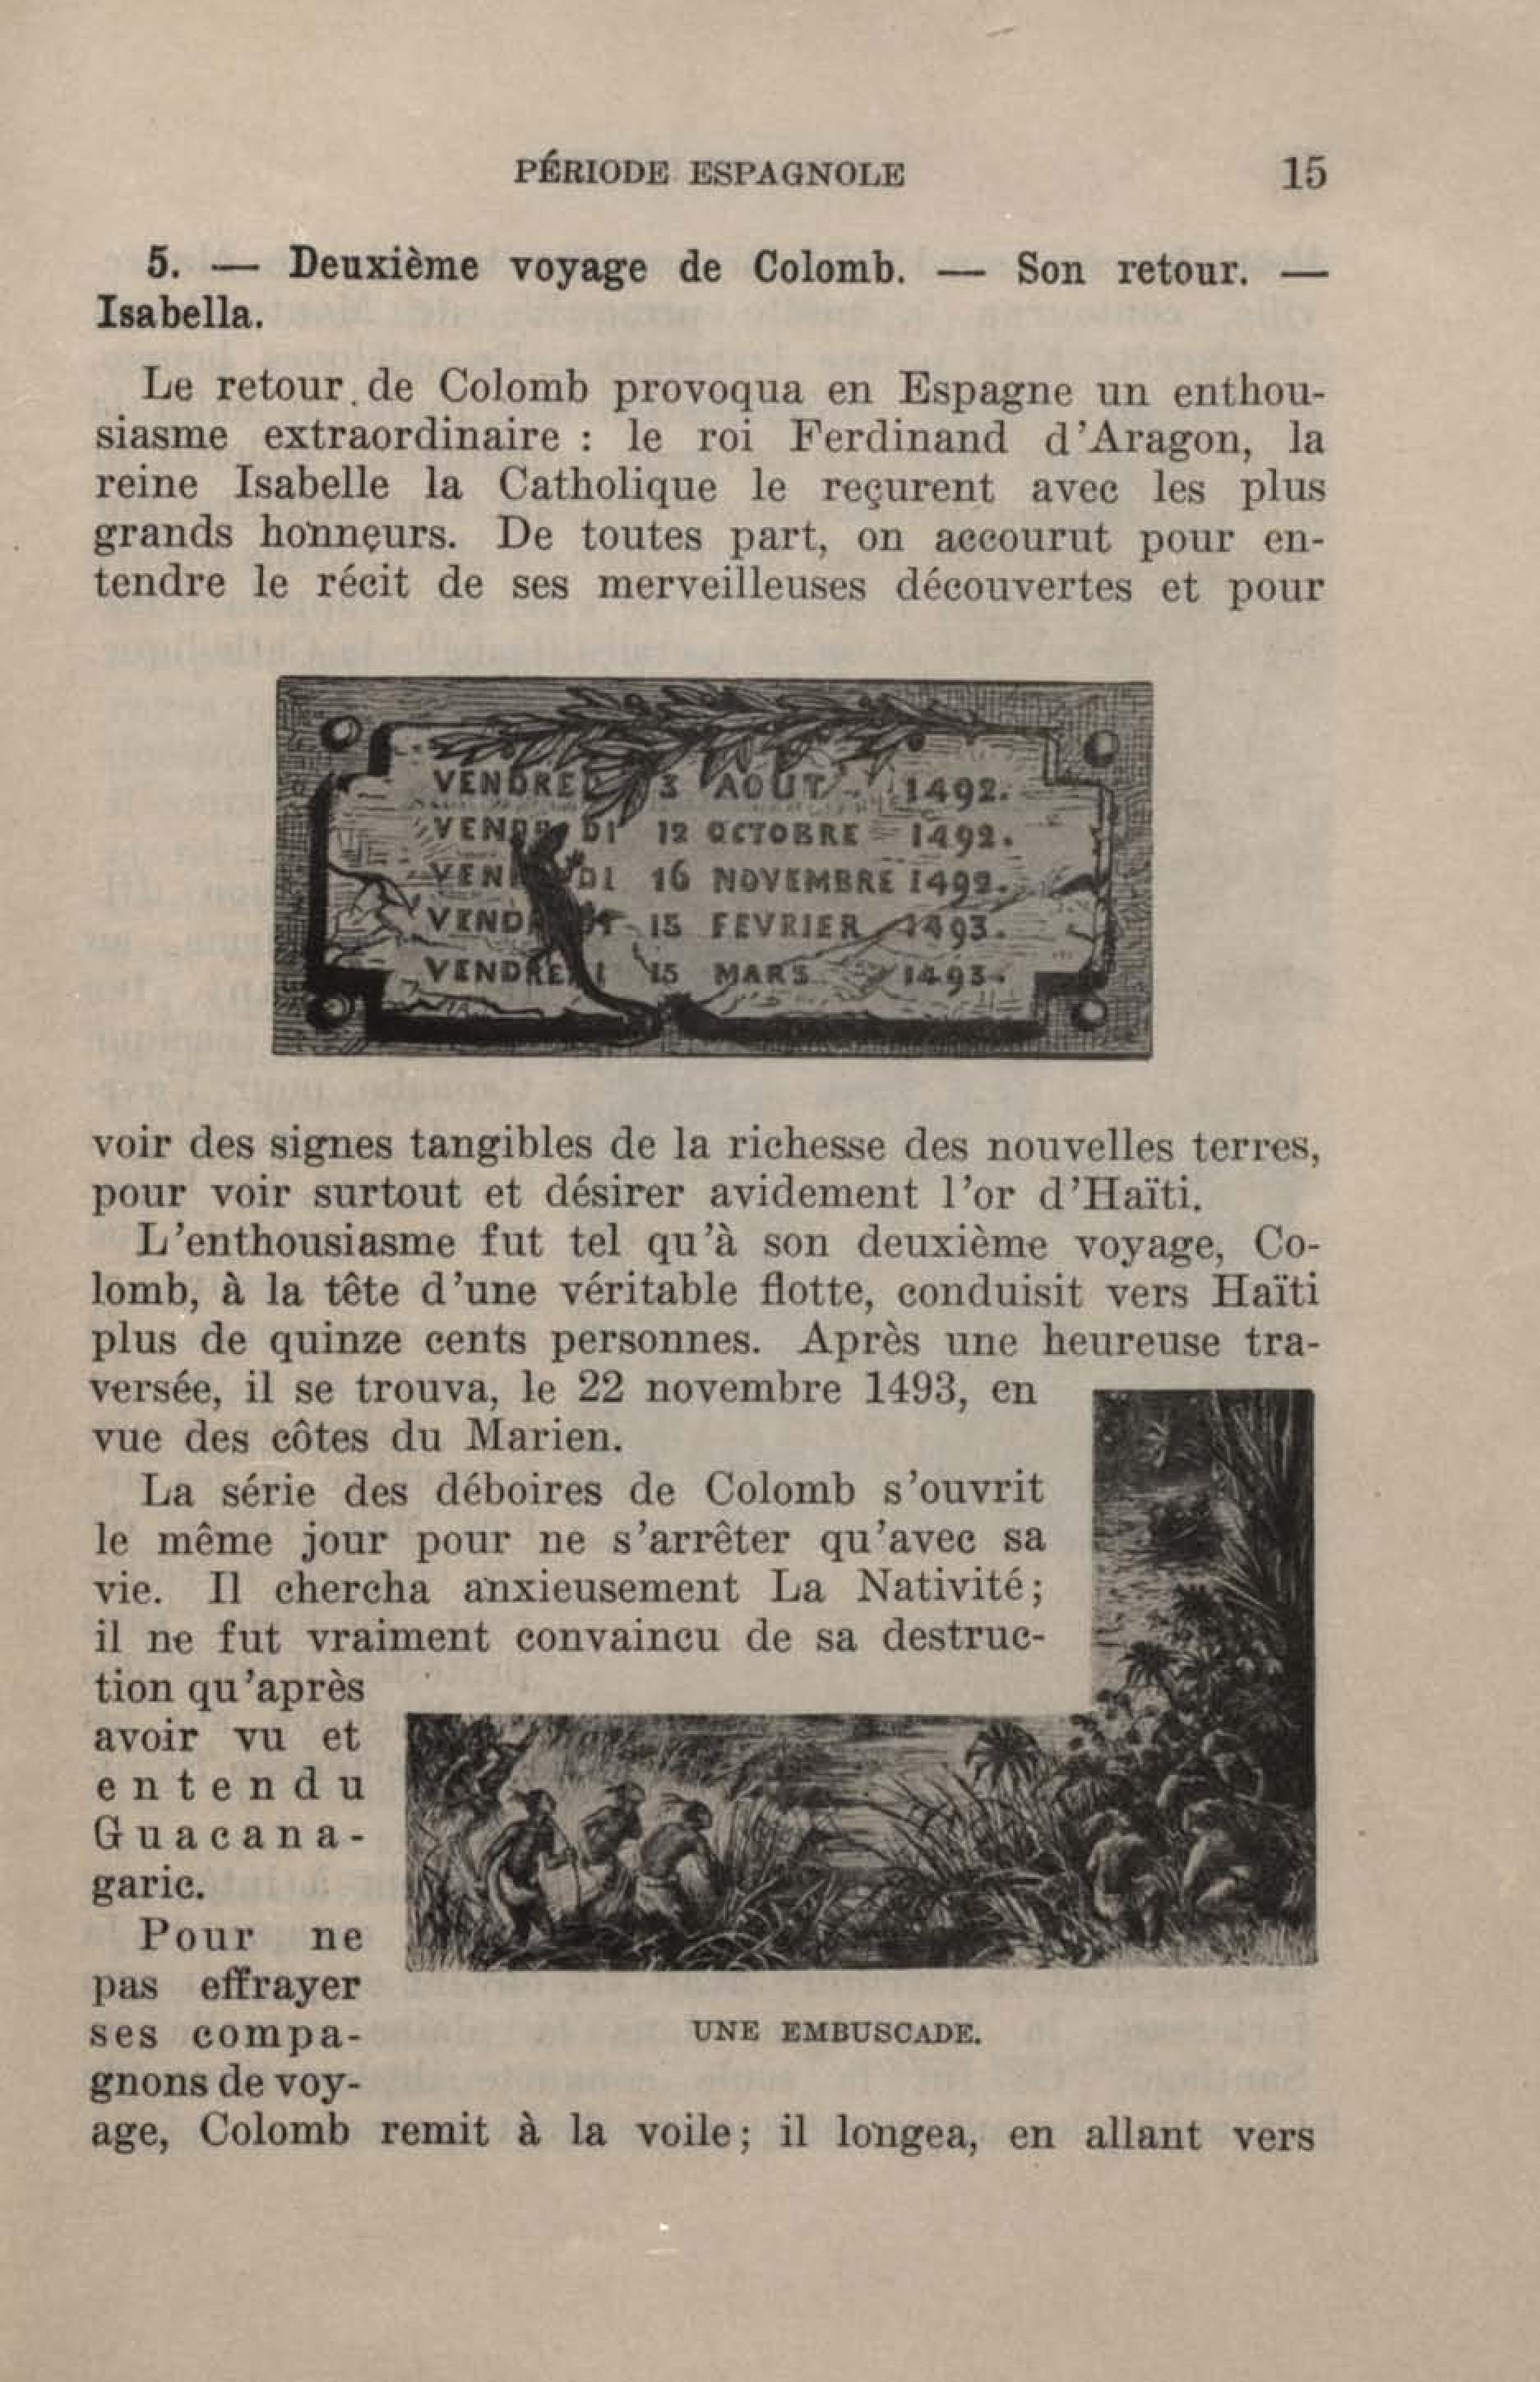 PÉRIODE ESPAGNOLE 15
5. — Deuxième voyage de Colomb. — Son retour. —
Isabella.
Le retour de Colomb provoqua en Espagne un enthou-
siasme extraordinaire : le roi Ferdinand d'Aragon, la
reine Isabelle la Catholique le reçurent avec les plus
grands honneurs. De toutes part, on accourut pour en-
tendre le récit de ses merveilleuses découvertes et pour
VENDREDI 3 AOUT 1492.
VENDREDI 12 OCTOBRE 1492.
VENDREDI 16 NOVEMBRE 1492.
VENDREDI 15 FEVRIER 1493.
VENDREDI 15 MARS 1493.
voir des signes tangibles de la richesse des nouvelles terres,
pour voir surtout et désirer avidement l'or d'Haïti.
L'enthousiasme fut tel qu'à son deuxième voyage, Co-
lomb, à la tête d'une véritable flotte, conduisit vers Haïti
plus de quinze cents personnes. Après une heureuse tra-
versée, il se trouva, le 22 novembre 1493, en
vue des côtes du Marien.
La série des déboires de Colomb s'ouvrit
le même jour pour ne s'arrêter qu'avec sa
vie. Il chercha anxieusement La Nativité;
il ne fut vraiment convaincu de sa destruc-
tion qu'après
avoir vu et
entendu
Guacana-
garic.
Pour ne
pas effrayer
ses compa-
gnons de voy-
age, Colomb remit à la voile; il longea, en allant vers
UNE EMBUSCADE.